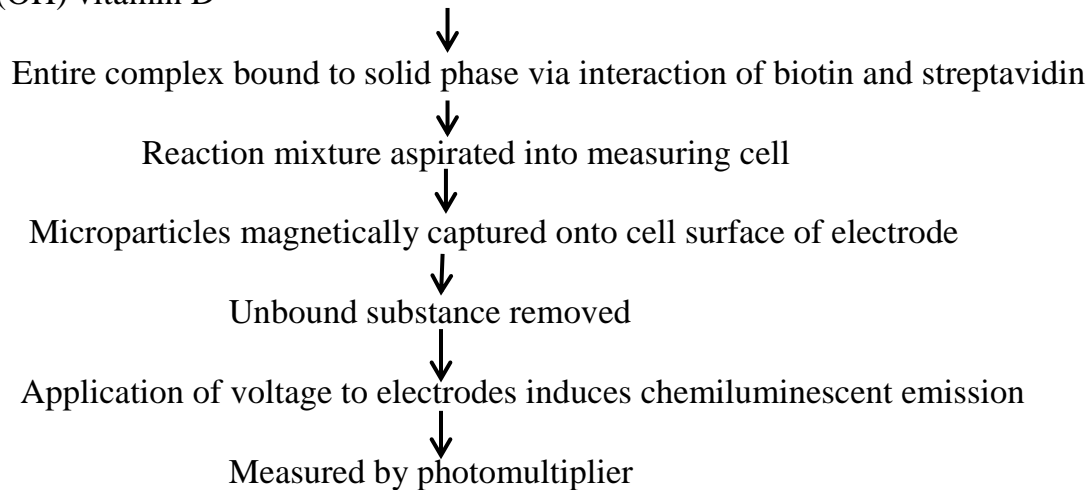 (OH) vitamin D
Entire complex bound to solid phase via interaction of biotin and streptavidin
Reaction mixture aspirated into measuring cell
Microparticles magnetically captured onto cell surface of electrode
Unbound substance removed
Application of voltage to electrodes induces chemiluminescent emission
Measured by photomultiplier